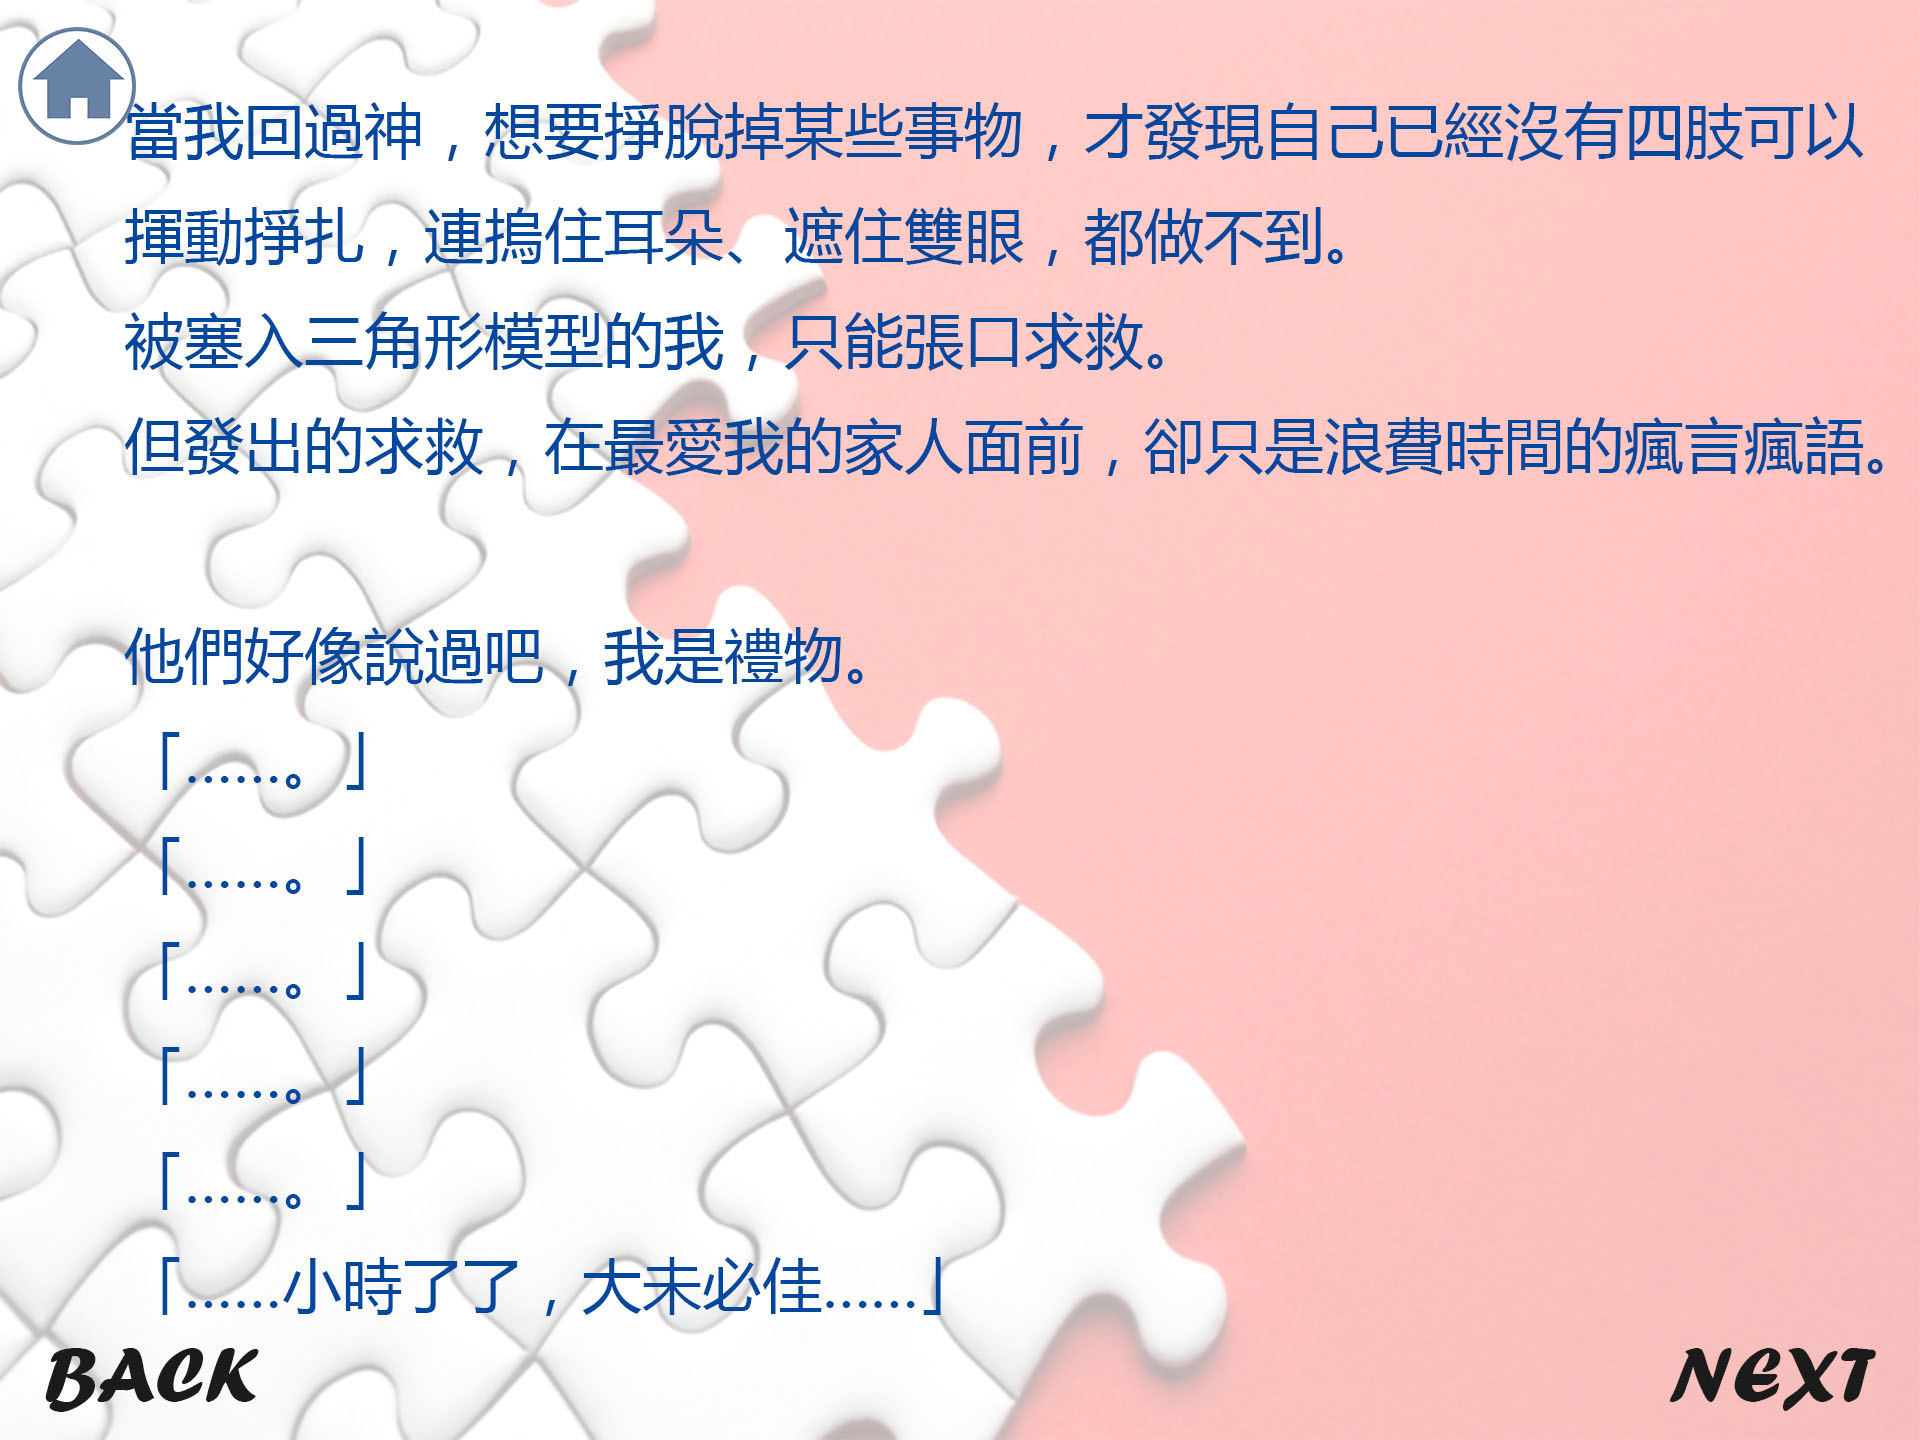 當我回過神，想要掙脫掉某些事物，才發現自己已經沒有四肢可以
揮動掙扎，連摀住耳朵、遮住雙眼，都做不到。
被塞入三角形模型的我，只能張口求救。
但發出的求救，在最愛我的家人面前，卻只是浪費時間的瘋言瘋語。
他們好像說過吧，我是禮物。
「……。」
「……。」
「……。」
「……。」
「……。」
「……小時了了，大未必佳……」
BACK
NEXT